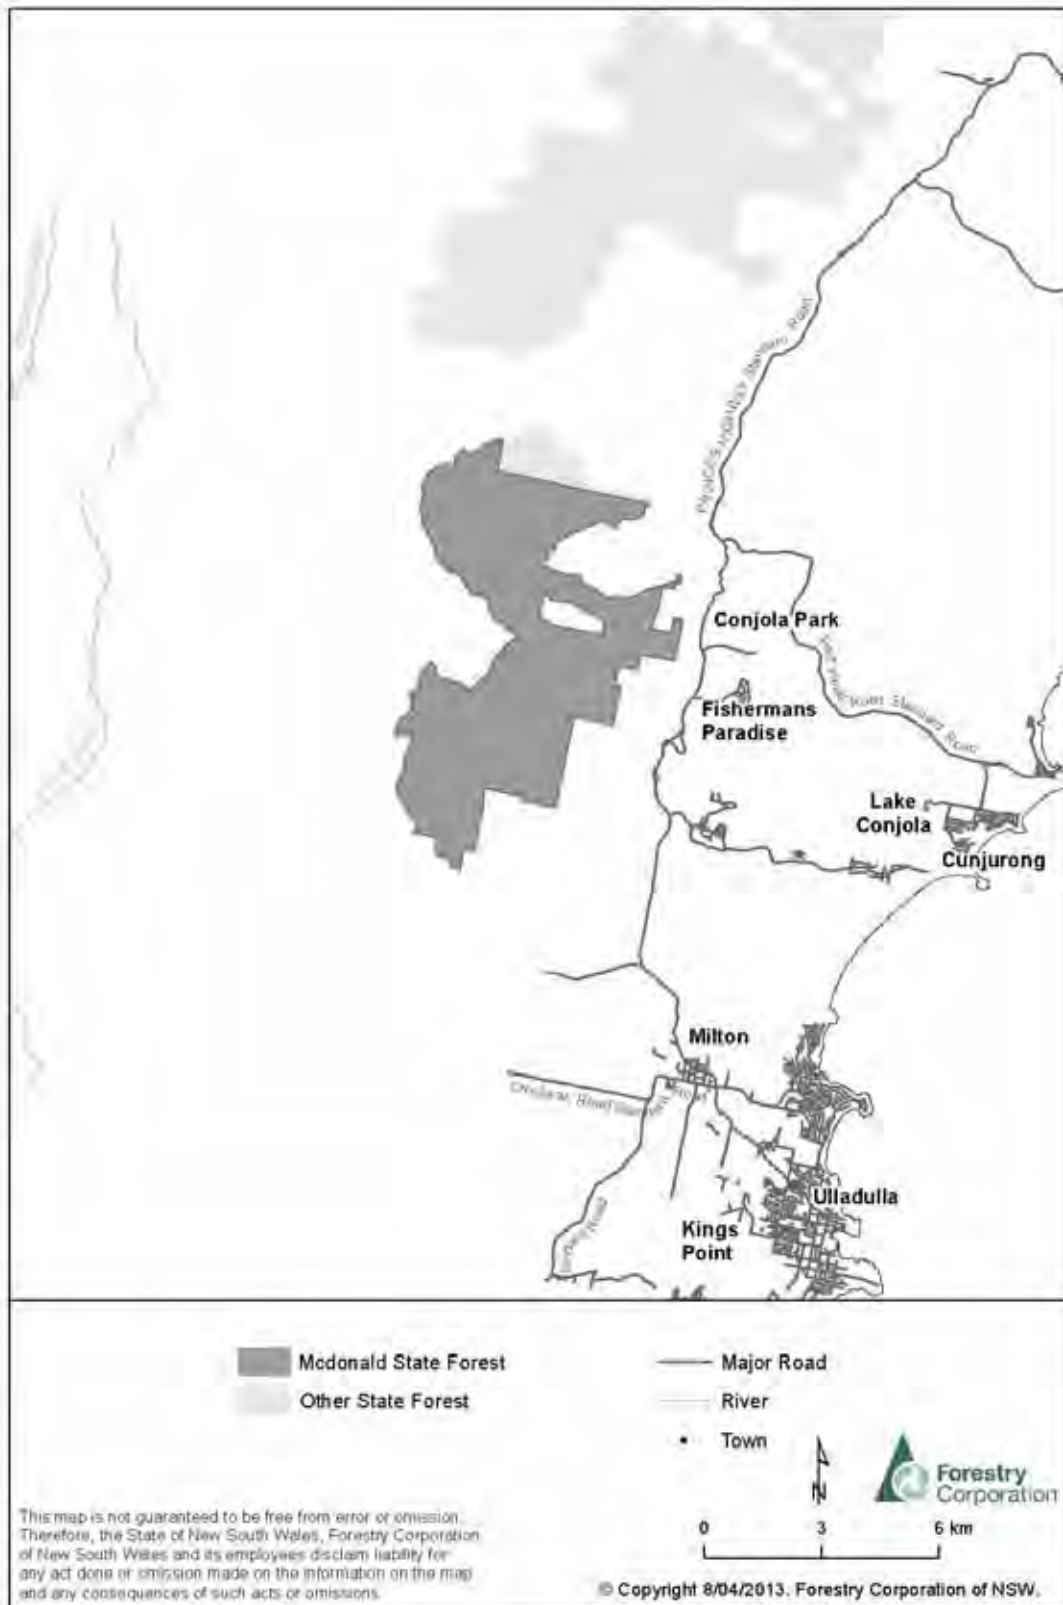 Conjola Park
Fishermans
Paradise
Lake
Conjola
Cunjurong
Milton
Road
Ulladulla
Kings
Point
Road
Mcdonald State Forest
Other State Forest
Major Road
River
Town
N
Forestry
Corporation
0 3 6 km
This map is not guaranteed to be free from error or omission.
Therefore, the State of New South Wales, Forestry Corporation
of New South Wales and its employees disclaim liability for
any act done or omission made on the information on the map
and any consequences of such acts or omissions.
© Copyright 8/04/2013. Forestry Corporation of NSW.